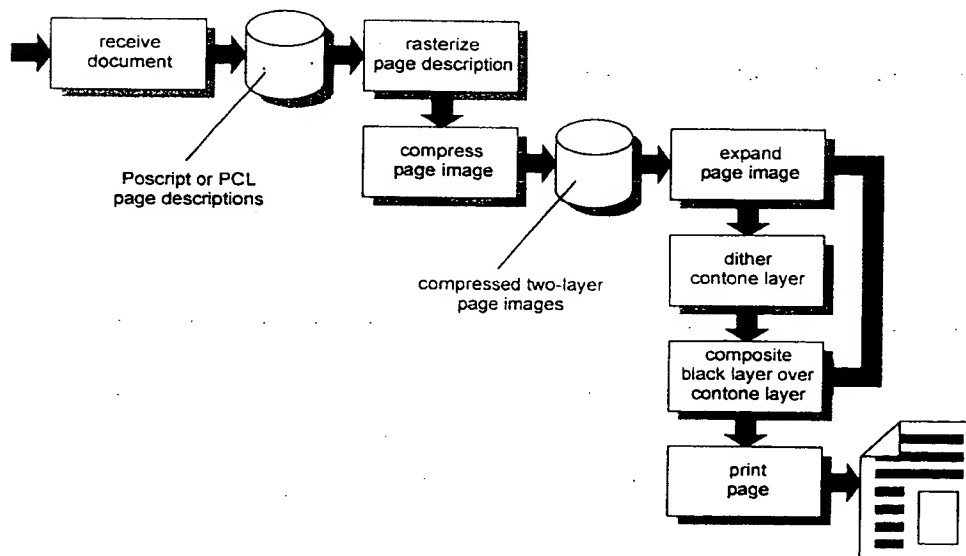 receive
document
rasterize
page description
compress
page image
expand
page image
Poscript or PCL
page descriptions
dither
contone layer
compressed two-layer
page images
composite
black layer over
contone layer
print
page